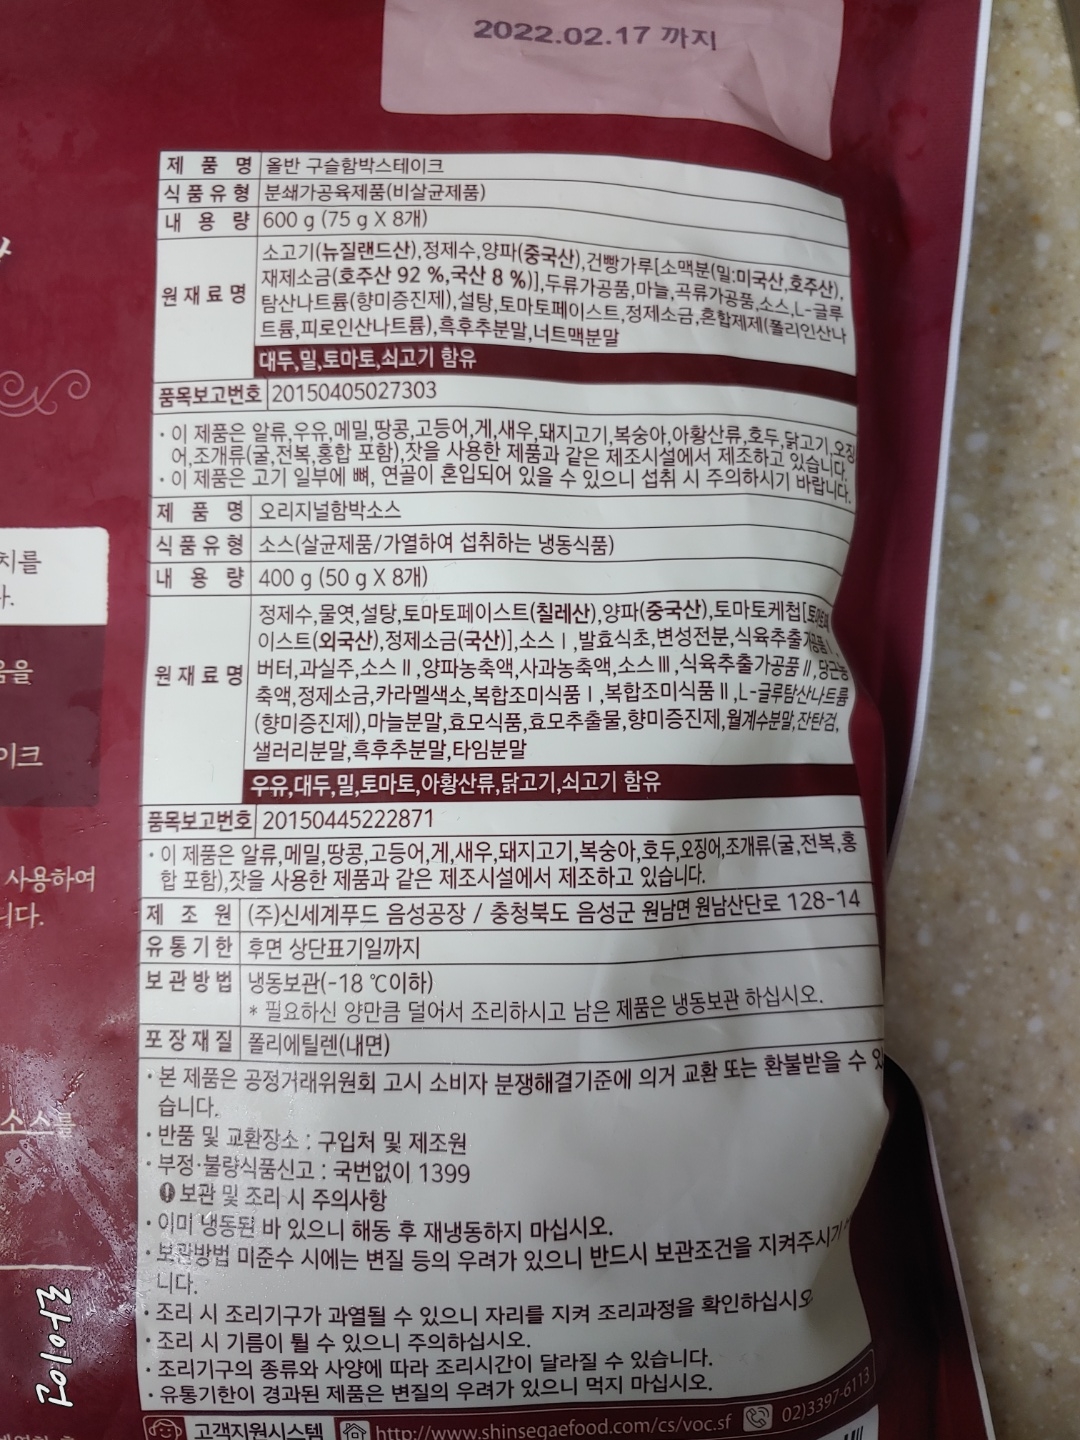 2022.02.17 까지
제 품 명 올반 구슬함박스테이크
식품유형 분쇄가공육제품(비살균제품)
내 용 량 600 g (75 g X 8개)
원재료명
소고기(뉴질랜드산),정제수,양파(중국산),건빵가루[소맥분(밀:미국산,호주산),
재제소금(호주산 92 %,국산 8 %)],두류가공품,마늘,곡류가공품,소스,L-글루
탐산나트륨(향미증진제),설탕,토마토페이스트,정제소금,혼합제제(폴리인산나
트륨,피로인산나트륨),흑후추분말,너트맥분말
대두,밀,토마토,쇠고기 함유
품목보고번호 20150405027303
· 이 제품은 알류,우유,메밀,땅콩,고등어,게,새우,돼지고기,복숭아,아황산류,호두,닭고기,오징
어,조개류(굴,전복,홍합 포함),잣을 사용한 제품과 같은 제조시설에서 제조하고 있습니다.
· 이 제품은 고기 일부에 뼈, 연골이 혼입되어 있을 수 있으니 섭취 시 주의하시기 바랍니다.
제 품 명 오리지널함박소스
식품유형 소스(살균제품/가열하여 섭취하는 냉동식품)
내 용 량 400 g (50 g X 8개)
원재료명
정제수,물엿,설탕,토마토페이스트(칠레산),양파(중국산),토마토케첩[토마토페
이스트(외국산),정제소금(국산)],소스Ⅰ,발효식초,변성전분,식육추출가공품Ⅰ,
버터,과실주,소스Ⅱ,양파농축액,사과농축액,소스Ⅲ,식육추출가공품Ⅱ,당근농
축액,정제소금,카라멜색소,복합조미식품Ⅰ,복합조미식품Ⅱ,L-글루탐산나트륨
(향미증진제),마늘분말,효모식품,효모추출물,향미증진제,월계수분말,잔탄검,
샐러리분말,흑후추분말,타임분말
우유,대두,밀,토마토,아황산류,닭고기,쇠고기 함유
품목보고번호 20150445222871
· 이 제품은 알류,메밀,땅콩,고등어,게,새우,돼지고기,복숭아,호두,오징어,조개류(굴,전복,홍
합 포함),잣을 사용한 제품과 같은 제조시설에서 제조하고 있습니다.
제 조 원 (주)신세계푸드 음성공장 / 충청북도 음성군 원남면 원남산단로 128-14
유통기한 후면 상단표기일까지
보관방법 냉동보관(-18 ℃이하)
* 필요하신 양만큼 덜어서 조리하시고 남은 제품은 냉동보관 하십시오.
포장재질 폴리에틸렌(내면)
· 본 제품은 공정거래위원회 고시 소비자 분쟁해결기준에 의거 교환 또는 환불받을 수 있
습니다.
· 반품 및 교환장소 : 구입처 및 제조원
· 부정·불량식품신고 : 국번없이 1399
보관 및 조리 시 주의사항
· 이미 냉동된 바 있으니 해동 후 재냉동하지 마십시오.
· 보관방법 미준수 시에는 변질 등의 우려가 있으니 반드시 보관조건을 지켜주시기
니다.
· 조리 시 조리기구가 과열될 수 있으니 자리를 지켜 조리과정을 확인하십시오
· 조리 시 기름이 튈 수 있으니 주의하십시오.
· 조리기구의 종류와 사양에 따라 조리시간이 달라질 수 있습니다.
· 유통기한이 경과된 제품은 변질의 우려가 있으니 먹지 마십시오.
고객지원시스템 http://www.shinsegaefood.com/cs/voc.sf 02)3397-6113
치를
다.
음을
이크
사용하여
니다.
소스를